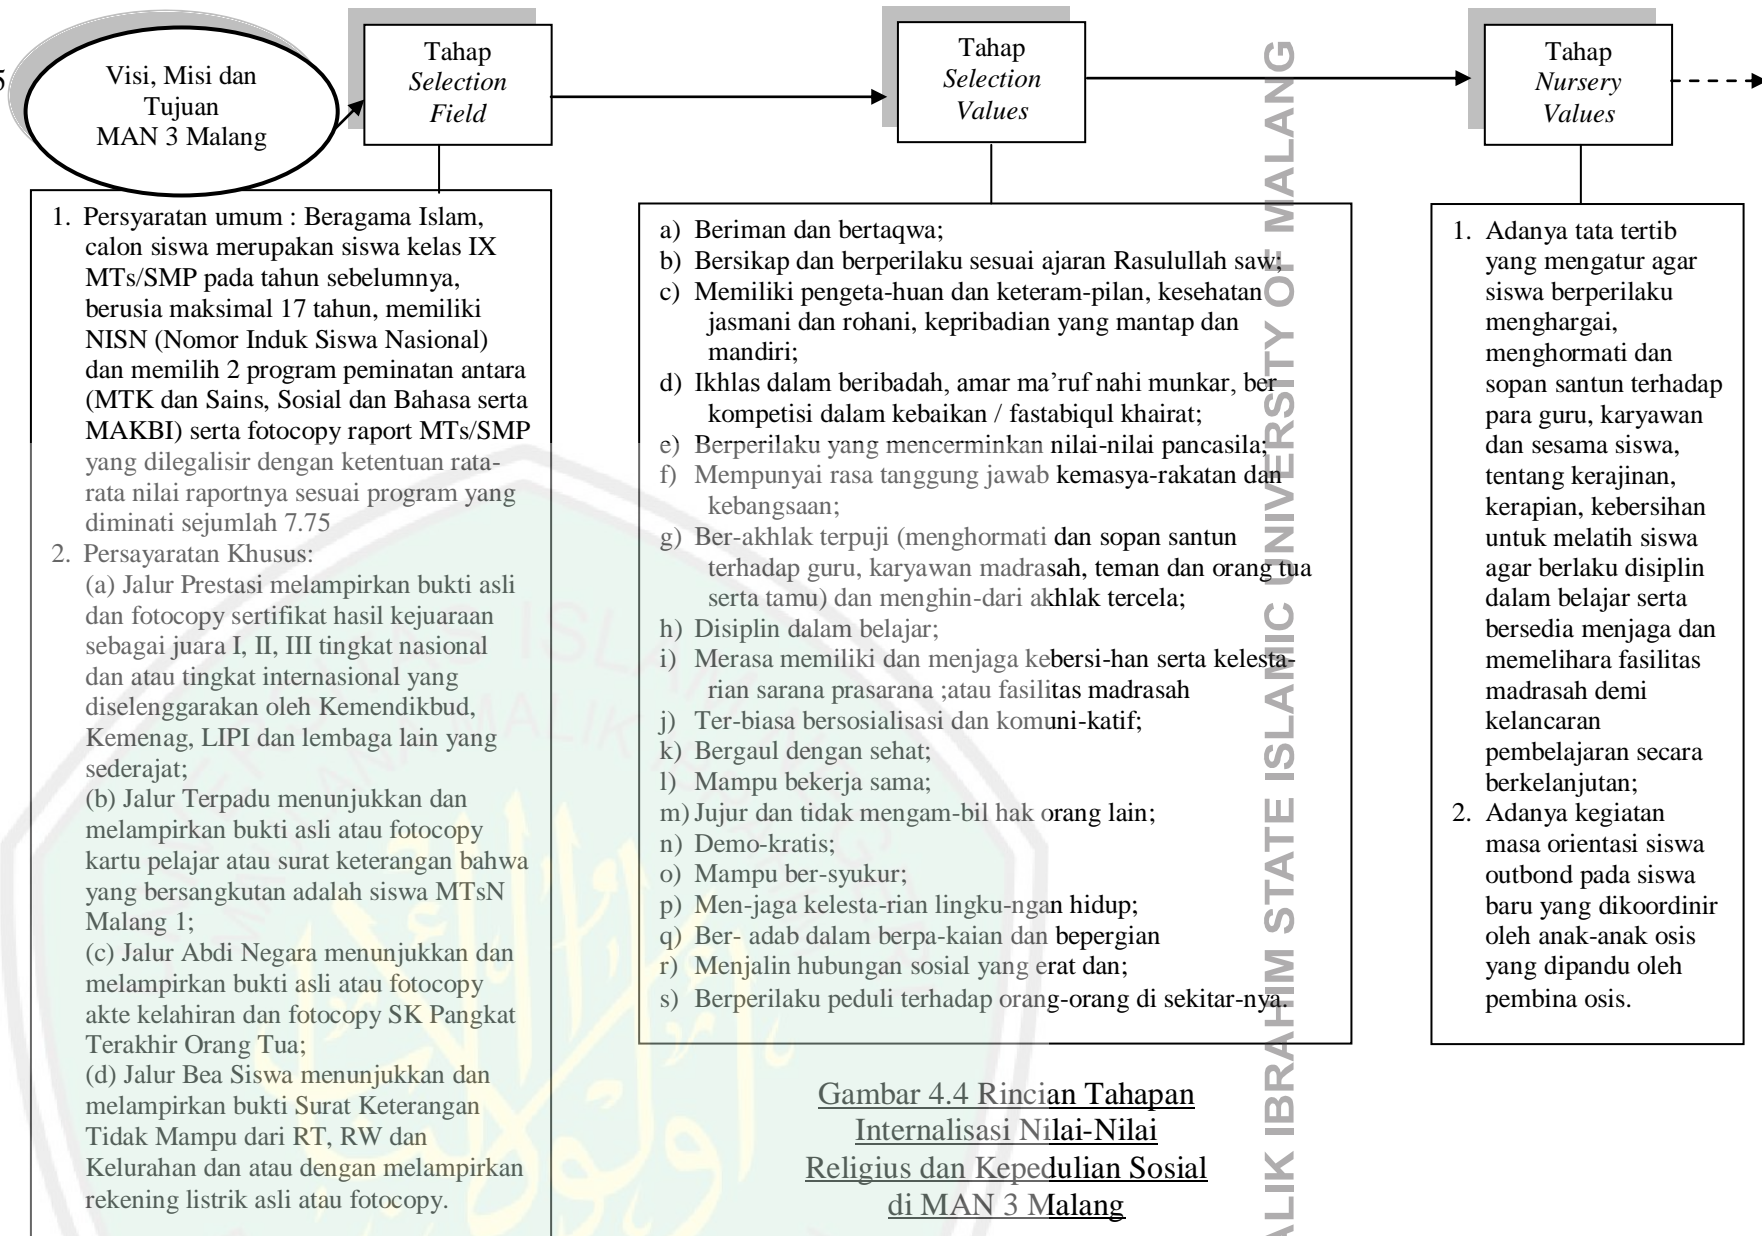 5
Visi, Misi dan
Tujuan
MAN 3 Malang
Tahap
Selection
Field
Tahap
Selection
Values
Tahap
Nursery
Values
1. Persyaratan umum : Beragama Islam,
calon siswa merupakan siswa kelas IX
MTs/SMP pada tahun sebelumnya,
berusia maksimal 17 tahun, memiliki
NISN (Nomor Induk Siswa Nasional)
dan memilih 2 program peminatan antara
(MTK dan Sains, Sosial dan Bahasa serta
MAKBI) serta fotocopy raport MTs/SMP
yang dilegalisir dengan ketentuan rata-
rata nilai raportnya sesuai program yang
diminati sejumlah 7.75
2. Persayaratan Khusus:
(a) Jalur Prestasi melampirkan bukti asli
dan fotocopy sertifikat hasil kejuaraan
sebagai juara I, II, III tingkat nasional
dan atau tingkat internasional yang
diselenggarakan oleh Kemendikbud,
Kemenag, LIPI dan lembaga lain yang
sederajat;
(b) Jalur Terpadu menunjukkan dan
melampirkan bukti asli atau fotocopy
kartu pelajar atau surat keterangan bahwa
yang bersangkutan adalah siswa MTsN
Malang 1;
(c) Jalur Abdi Negara menunjukkan dan
melampirkan bukti asli atau fotocopy
akte kelahiran dan fotocopy SK Pangkat
Terakhir Orang Tua;
(d) Jalur Bea Siswa menunjukkan dan
melampirkan bukti Surat Keterangan
Tidak Mampu dari RT, RW dan
Kelurahan dan atau dengan melampirkan
rekening listrik asli atau fotocopy.
a) Beriman dan bertaqwa;
b) Bersikap dan berperilaku sesuai ajaran Rasulullah saw;
c) Memiliki pengeta-huan dan keteram-pilan, kesehatan
jasmani dan rohani, kepribadian yang mantap dan
mandiri;
d) Ikhlas dalam beribadah, amar ma’ruf nahi munkar, ber
kompetisi dalam kebaikan / fastabiqul khairat;
e) Berperilaku yang mencerminkan nilai-nilai pancasila;
f) Mempunyai rasa tanggung jawab kemasya-rakatan dan
kebangsaan;
g) Ber-akhlak terpuji (menghormati dan sopan santun
terhadap guru, karyawan madrasah, teman dan orang tua
serta tamu) dan menghin-dari akhlak tercela;
h) Disiplin dalam belajar;
i) Merasa memiliki dan menjaga kebersi-han serta kelesta-
rian sarana prasarana ;atau fasilitas madrasah
j) Ter-biasa bersosialisasi dan komuni-katif;
k) Bergaul dengan sehat;
l) Mampu bekerja sama;
m) Jujur dan tidak mengam-bil hak orang lain;
n) Demo-kratis;
o) Mampu ber-syukur;
p) Men-jaga kelesta-rian lingku-ngan hidup;
q) Ber- adab dalam berpa-kaian dan bepergian
r) Menjalin hubungan sosial yang erat dan;
s) Berperilaku peduli terhadap orang-orang di sekitar-nya.
1. Adanya tata tertib
yang mengatur agar
siswa berperilaku
menghargai,
menghormati dan
sopan santun terhadap
para guru, karyawan
dan sesama siswa,
tentang kerajinan,
kerapian, kebersihan
untuk melatih siswa
agar berlaku disiplin
dalam belajar serta
bersedia menjaga dan
memelihara fasilitas
madrasah demi
kelancaran
pembelajaran secara
berkelanjutan;
2. Adanya kegiatan
masa orientasi siswa
outbond pada siswa
baru yang dikoordinir
oleh anak-anak osis
yang dipandu oleh
pembina osis.
Gambar 4.4 Rincian Tahapan
Internalisasi Nilai-Nilai
Religius dan Kepedulian Sosial
di MAN 3 Malang
ALIK IBRAHIM STATE ISLAMIC UNIVERSITY OF MALANG